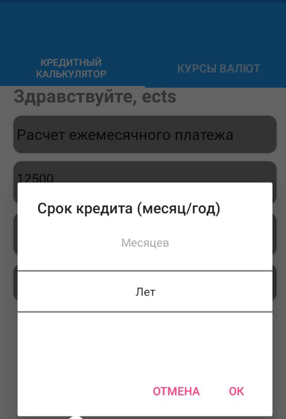 КРЕДИТНЫЙ
КАЛЬКУЛЯТОР
КУРСЫ ВАЛЮТ
Здравствуйте, ects
Расчет ежемесячного платежа
12500
Срок кредита (месяц/год)
Месяцев
Лет
ОТМЕНА
ОК